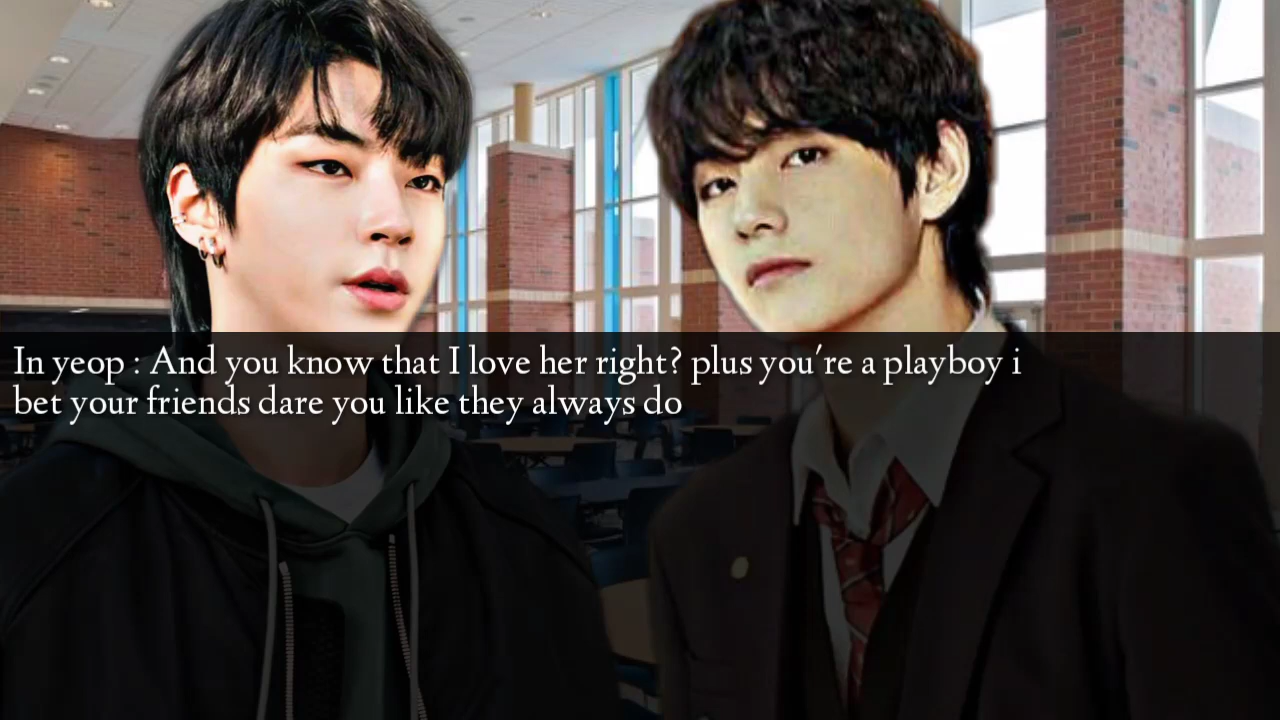 In yeop : And you know that I love her right? plus you're a playboy i
bet your friends dare you like they always do